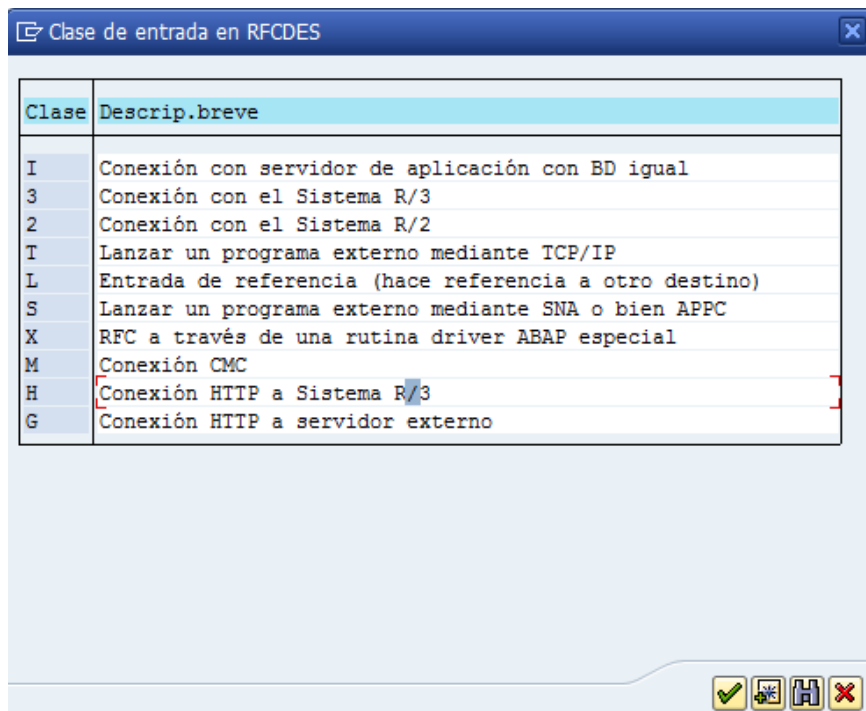 Clase de entrada en RFCDES
Clase Descrip.breve
I Conexión con servidor de aplicación con BD igual
3 Conexión con el Sistema R/3
2 Conexión con el Sistema R/2
T Lanzar un programa externo mediante TCP/IP
L Entrada de referencia (hace referencia a otro destino)
S Lanzar un programa externo mediante SNA o bien APPC
X RFC a través de una rutina driver ABAP especial
M Conexión CMC
H Conexión HTTP a Sistema R/3
G Conexión HTTP a servidor externo